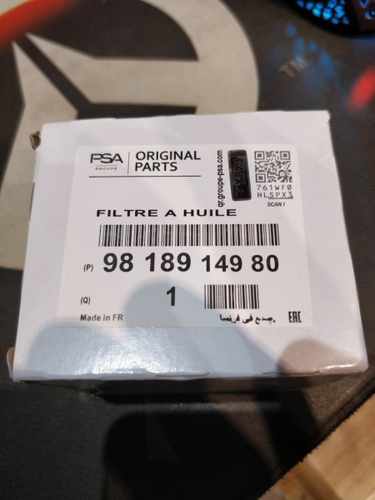 PSA
GROUPE
ORIGINAL
PARTS
qr.groupe-psa.com
761WF0
HLSPX3
SCAN !
FILTRE A HUILE
(P) 98 189 149 80
(Q) 1
Made in FR
صنع في فرنسا.
EAC
TM